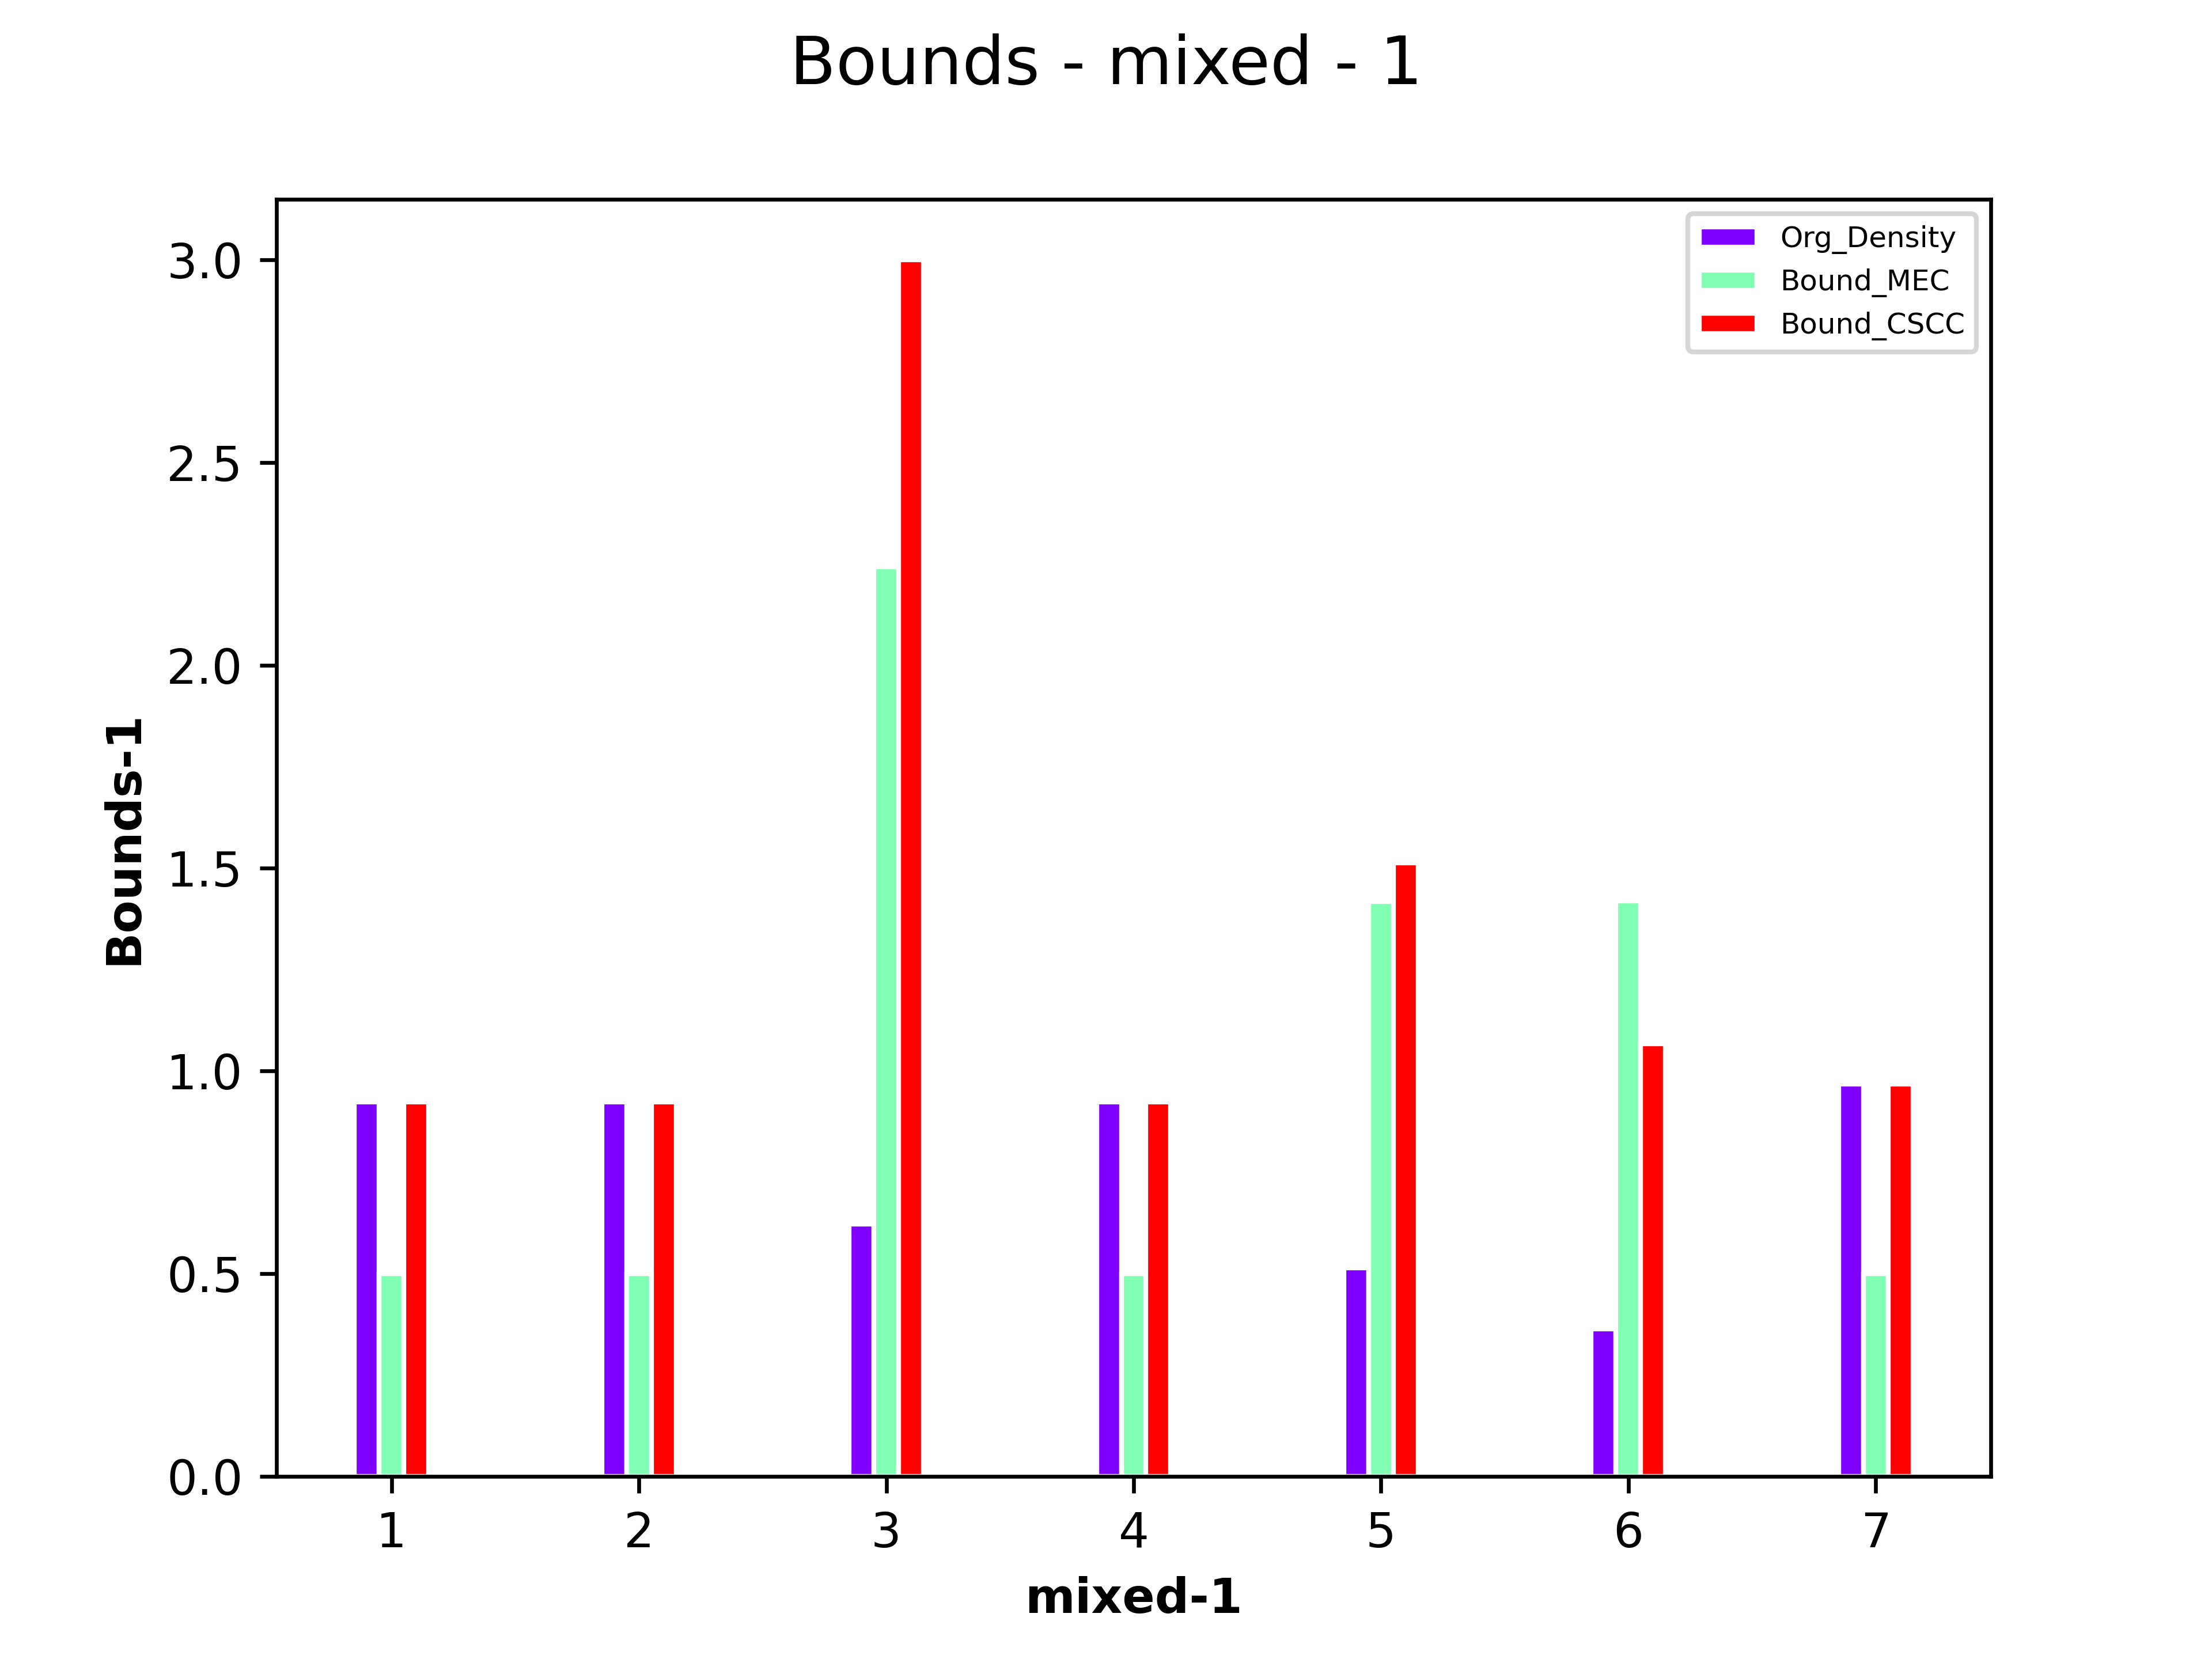 Bounds - mixed - 1
Org_Density
Bound_MEC
Bound_CSCC
3.0
2.5
2.0
1.5
1.0
0.5
0.0
Bounds-1
1 2 3 4 5 6 7
mixed-1